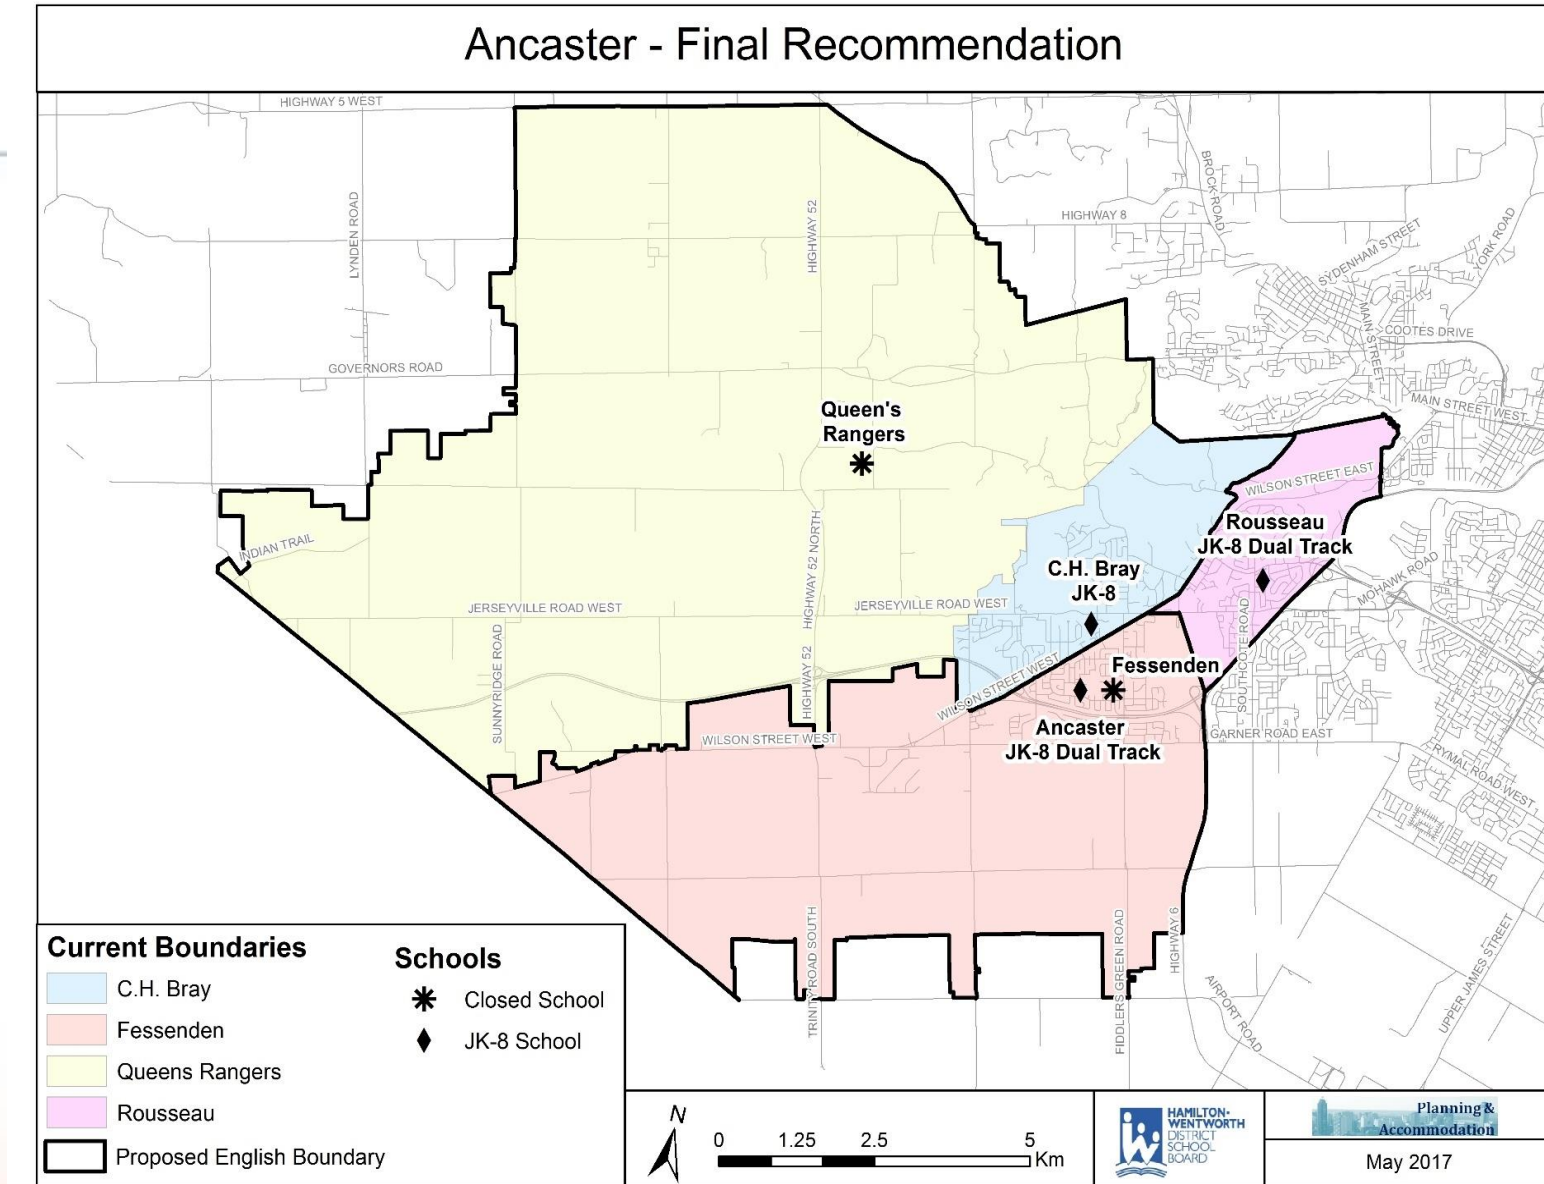 Ancaster - Final Recommendation
HIGHWAY 5 WEST
LYNDEN ROAD
HIGHWAY 52
BROCK ROAD
HIGHWAY 8
SYDENHAM STREET
YORK ROAD
MAIN STREET
COOTES DRIVE
GOVERNORS ROAD
MAIN STREET WEST
Queen's
Rangers
WILSON STREET EAST
Rousseau
JK-8 Dual Track
INDIAN TRAIL
HIGHWAY 52 NORTH
C.H. Bray
JK-8
MOHAWK ROAD
JERSEYVILLE ROAD WEST
JERSEYVILLE ROAD WEST
SUNNYRIDGE ROAD
HIGHWAY 52
SOUTHCOTE ROAD
Fessenden
WILSON STREET WEST
WILSON STREET WEST
Ancaster
JK-8 Dual Track
GARNER ROAD EAST
RYMAL ROAD WEST
TRINITY ROAD SOUTH
FIDDLERS GREEN ROAD
HIGHWAY 6
AIRPORT ROAD
UPPER JAMES STREET
Current Boundaries
C.H. Bray
Fessenden
Queens Rangers
Rousseau
Proposed English Boundary
Schools
Closed School
JK-8 School
N
0 1.25 2.5 5
Km
HAMILTON-
WENTWORTH
DISTRICT
SCHOOL
BOARD
Planning &
Accommodation
May 2017